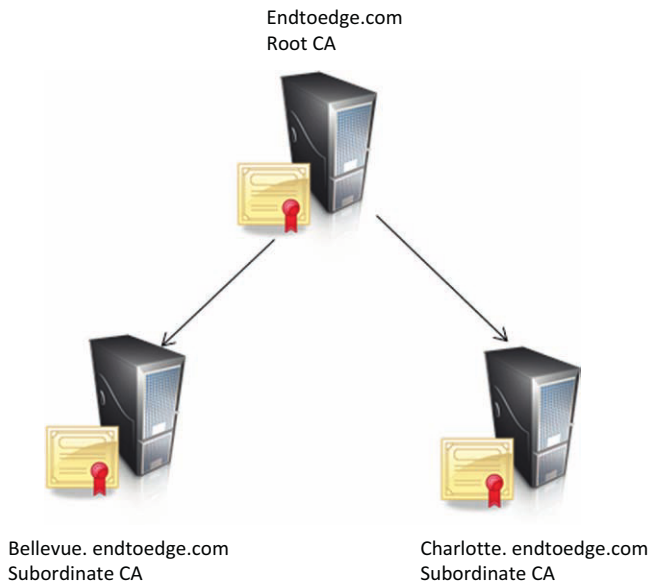 Endtoedge.com
Root CA
Bellevue. endtoedge.com
Subordinate CA
Charlotte. endtoedge.com
Subordinate CA